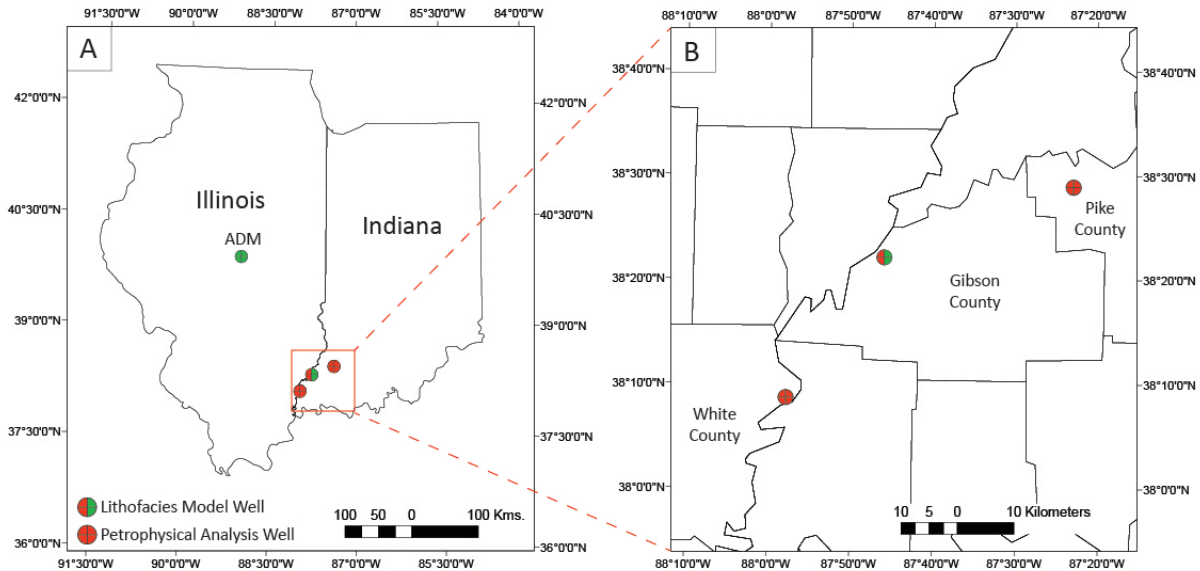 91°30'0"W 90°0'0"W 88°30'0"W 87°0'0"W 85°30'0"W 84°0'0"W
A
42°0'0"N
42°0'0"N
40°30'0"N
40°30'0"N
39°0'0"N
39°0'0"N
37°30'0"N
37°30'0"N
36°0'0"N
36°0'0"N
Illinois
ADM
Indiana
Lithofacies Model Well
Petrophysical Analysis Well
100 50 0 100 Kms.
91°30'0"W 90°0'0"W 88°30'0"W 87°0'0"W 85°30'0"W
88°10'0"W 88°0'0"W 87°50'0"W 87°40'0"W 87°30'0"W 87°20'0"W
B
38°40'0"N
38°40'0"N
38°30'0"N
38°30'0"N
38°20'0"N
38°20'0"N
38°10'0"N
38°10'0"N
38°0'0"N
38°0'0"N
Pike
County
Gibson
County
White
County
10 5 0 10 Kilometers
88°10'0"W 88°0'0"W 87°50'0"W 87°40'0"W 87°30'0"W 87°20'0"W